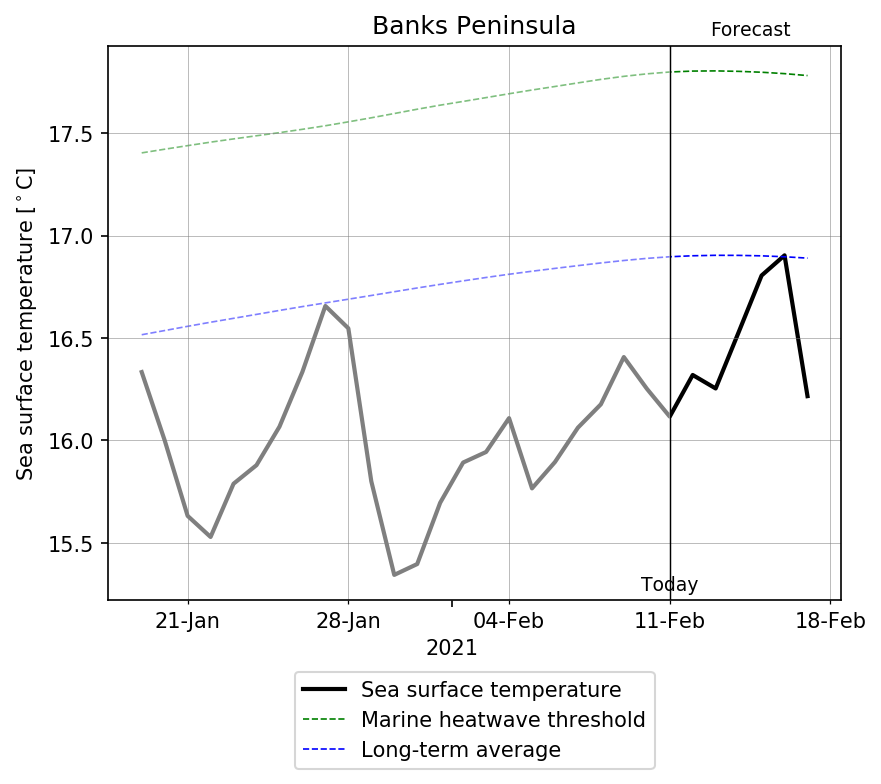 Banks Peninsula
Forecast
Sea surface temperature [°C]
17.5
17.0
16.5
16.0
15.5
Today
21-Jan 28-Jan 04-Feb 11-Feb 18-Feb
2021
Sea surface temperature
Marine heatwave threshold
Long-term average